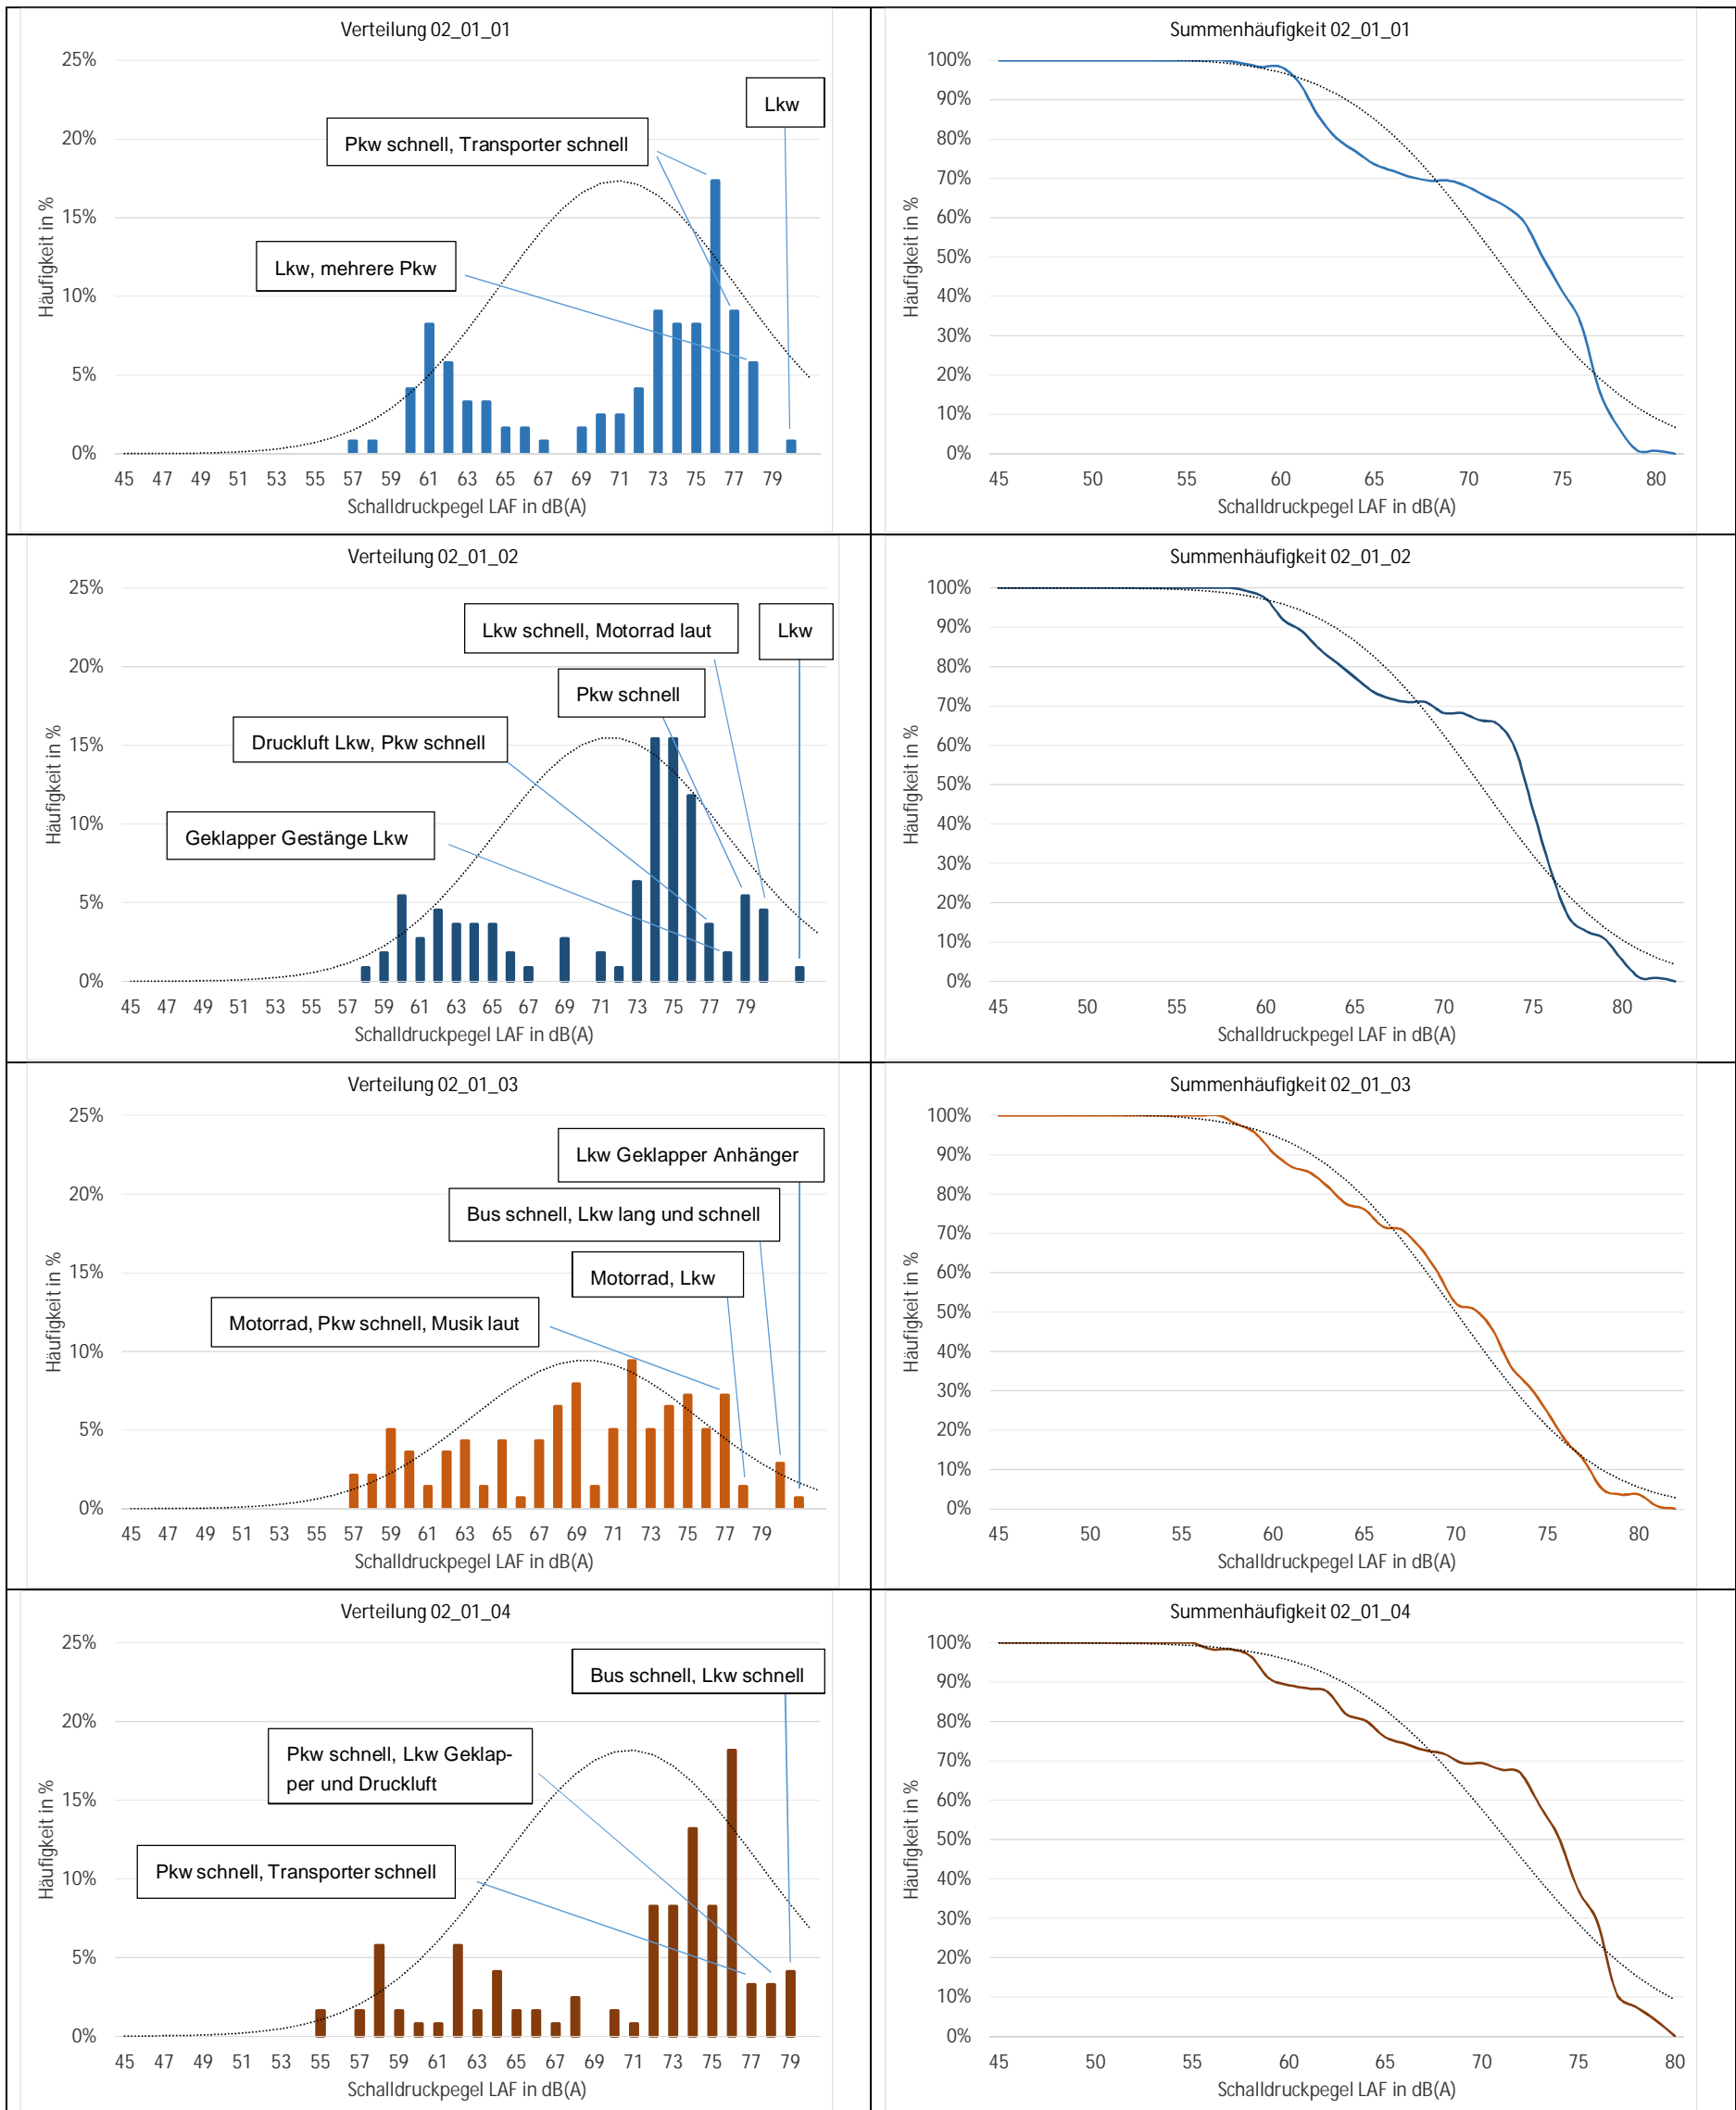 Verteilung 02_01_01
25%
20%
15%
10%
5%
0%
Häufigkeit in %
Lkw
Pkw schnell, Transporter schnell
Lkw, mehrere Pkw
45 47 49 51 53 55 57 59 61 63 65 67 69 71 73 75 77 79
Schalldruckpegel LAF in dB(A)
Summenhäufigkeit 02_01_01
100%
90%
80%
70%
60%
50%
40%
30%
20%
10%
0%
Häufigkeit in %
45 50 55 60 65 70 75 80
Schalldruckpegel LAF in dB(A)
Verteilung 02_01_02
25%
20%
15%
10%
5%
0%
Häufigkeit in %
Lkw schnell, Motorrad laut
Lkw
Pkw schnell
Druckluft Lkw, Pkw schnell
Geklapper Gestänge Lkw
45 47 49 51 53 55 57 59 61 63 65 67 69 71 73 75 77 79
Schalldruckpegel LAF in dB(A)
Summenhäufigkeit 02_01_02
100%
90%
80%
70%
60%
50%
40%
30%
20%
10%
0%
Häufigkeit in %
45 50 55 60 65 70 75 80
Schalldruckpegel LAF in dB(A)
Verteilung 02_01_03
25%
20%
15%
10%
5%
0%
Häufigkeit in %
Lkw Geklapper Anhänger
Bus schnell, Lkw lang und schnell
Motorrad, Lkw
Motorrad, Pkw schnell, Musik laut
45 47 49 51 53 55 57 59 61 63 65 67 69 71 73 75 77 79
Schalldruckpegel LAF in dB(A)
Summenhäufigkeit 02_01_03
100%
90%
80%
70%
60%
50%
40%
30%
20%
10%
0%
Häufigkeit in %
45 50 55 60 65 70 75 80
Schalldruckpegel LAF in dB(A)
Verteilung 02_01_04
25%
20%
15%
10%
5%
0%
Häufigkeit in %
Bus schnell, Lkw schnell
Pkw schnell, Lkw Geklap-
per und Druckluft
Pkw schnell, Transporter schnell
45 47 49 51 53 55 57 59 61 63 65 67 69 71 73 75 77 79
Schalldruckpegel LAF in dB(A)
Summenhäufigkeit 02_01_04
100%
90%
80%
70%
60%
50%
40%
30%
20%
10%
0%
Häufigkeit in %
45 50 55 60 65 70 75 80
Schalldruckpegel LAF in dB(A)